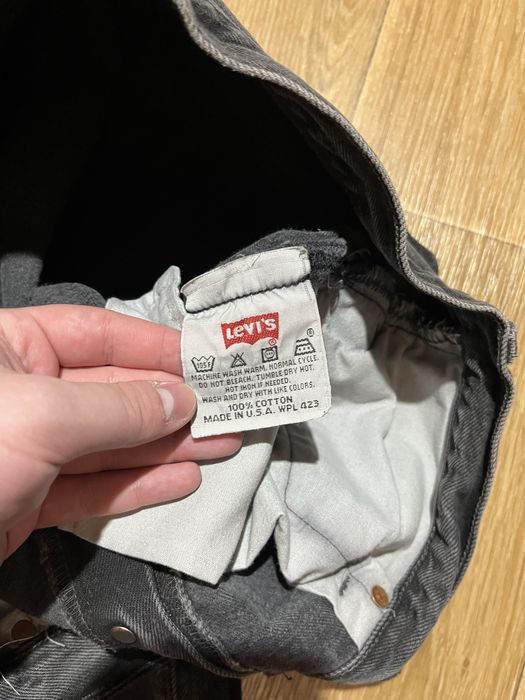 LEVI'S
®
105F
MACHINE WASH WARM. NORMAL CYCLE.
DO NOT BLEACH. TUMBLE DRY HOT.
HOT IRON IF NEEDED.
WASH AND DRY WITH LIKE COLORS.
100% COTTON
MADE IN U.S.A. WPL 423